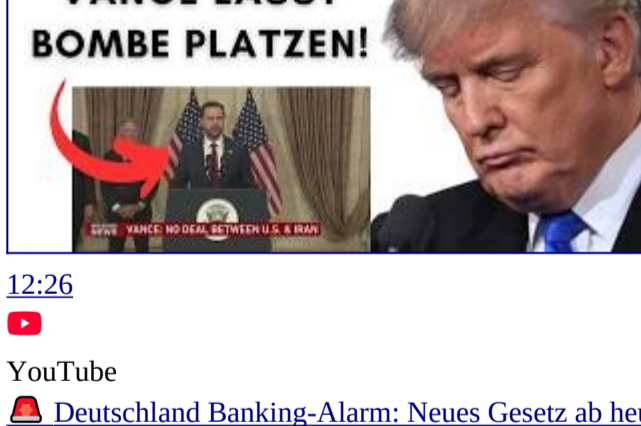 BOMBE PLATZEN!
VANCE: NO DEAL BETWEEN U.S. & IRAN
12:26
YouTube
Deutschland Banking-Alarm: Neues Gesetz ab